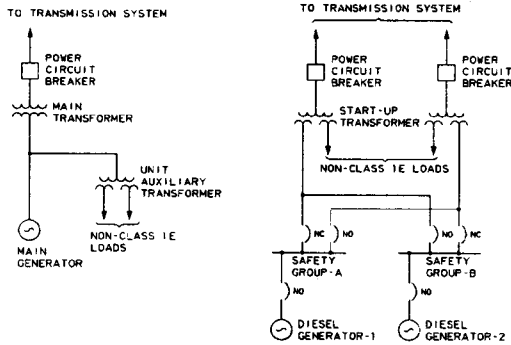 TO TRANSMISSION SYSTEM
POWER
CIRCUIT
BREAKER
MAIN
TRANSFORMER
UNIT
AUXILIARY
TRANSFORMER
NON-CLASS IE
LOADS
MAIN
GENERATOR
TO TRANSMISSION SYSTEM
POWER
CIRCUIT
BREAKER
POWER
CIRCUIT
BREAKER
START-UP
TRANSFORMER
NON-CLASS IE LOADS
NC
NO
NO
NC
SAFETY
GROUP-A
SAFETY
GROUP-B
NO
NO
DIESEL
GENERATOR-1
DIESEL
GENERATOR-2